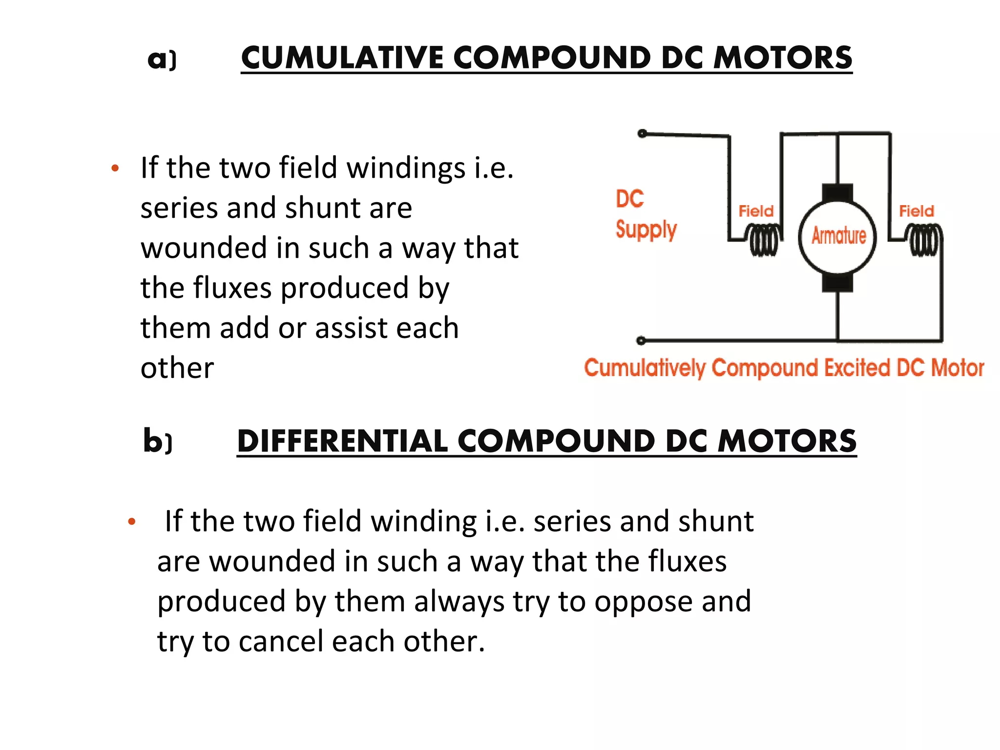 a) CUMULATIVE COMPOUND DC MOTORS
• If the two field windings i.e.
series and shunt are
wounded in such a way that
the fluxes produced by
them add or assist each
other
DC
Supply
Field
Armature
Field
Cumulatively Compound Excited DC Motor
b) DIFFERENTIAL COMPOUND DC MOTORS
• If the two field winding i.e. series and shunt
are wounded in such a way that the fluxes
produced by them always try to oppose and
try to cancel each other.